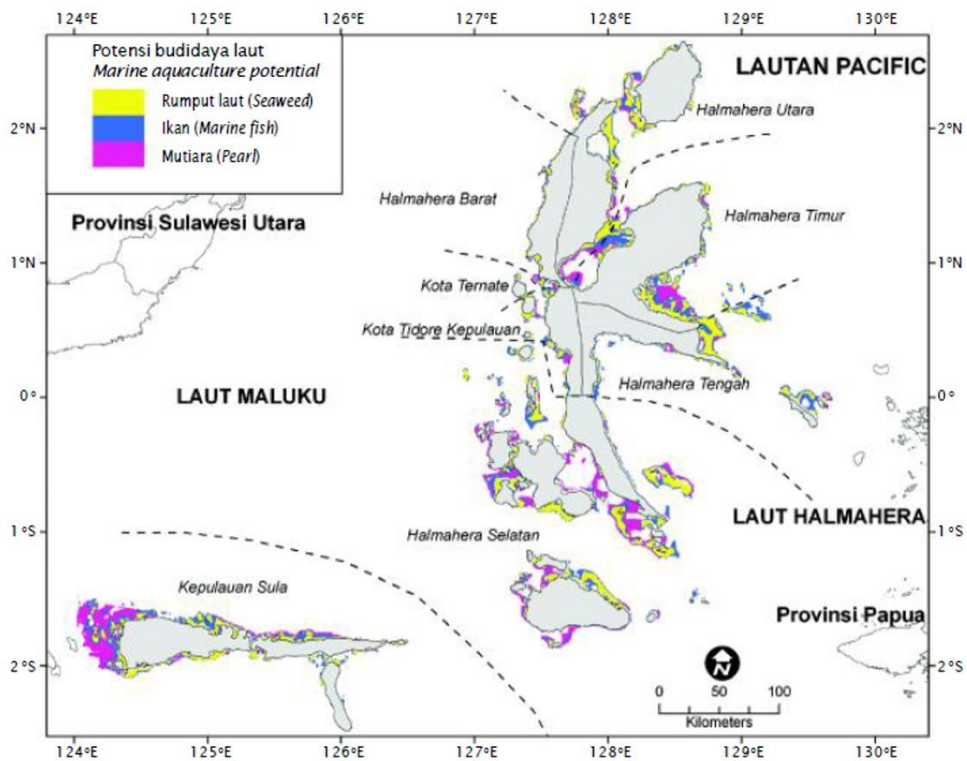 124°E 125°E 126°E 127°E 128°E 129°E 130°E
Potensi budidaya laut
Marine aquaculture potential
Rumput laut (Seaweed)
Ikan (Marine fish)
Mutiara (Pearl)
LAUTAN PACIFIC
Halmahera Utara
2°N 2°N
Halmahera Barat
Halmahera Timur
Provinsi Sulawesi Utara
1°N 1°N
Kota Ternate
Kota Tidore Kepulauan
Halmahera Tengah
LAUT MALUKU
0° 0°
LAUT HALMAHERA
1°S 1°S
Halmahera Selatan
Kepulauan Sula
Provinsi Papua
2°S 2°S
N
0 50 100
Kilometers
124°E 125°E 126°E 127°E 128°E 129°E 130°E